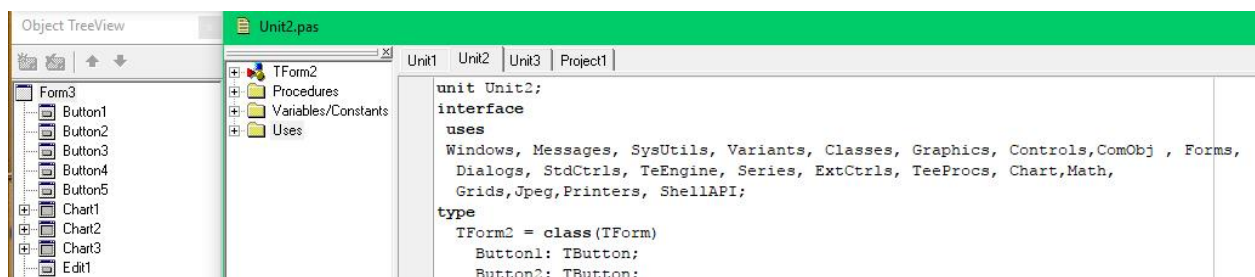 Object TreeView
Form3
Button1
Button2
Button3
Button4
Button5
Chart1
Chart2
Chart3
Edit1
Unit2.pas
TForm2
Procedures
Variables/Constants
Uses
Unit1 Unit2 Unit3 Project1
unit Unit2;
interface
uses
Windows, Messages, SysUtils, Variants, Classes, Graphics, Controls,ComObj , Forms,
Dialogs, StdCtrls, TeEngine, Series, ExtCtrls, TeeProcs, Chart,Math,
Grids,Jpeg,Printers, ShellAPI;
type
TForm2 = class(TForm)
Button1: TButton;
Button2: TButton;